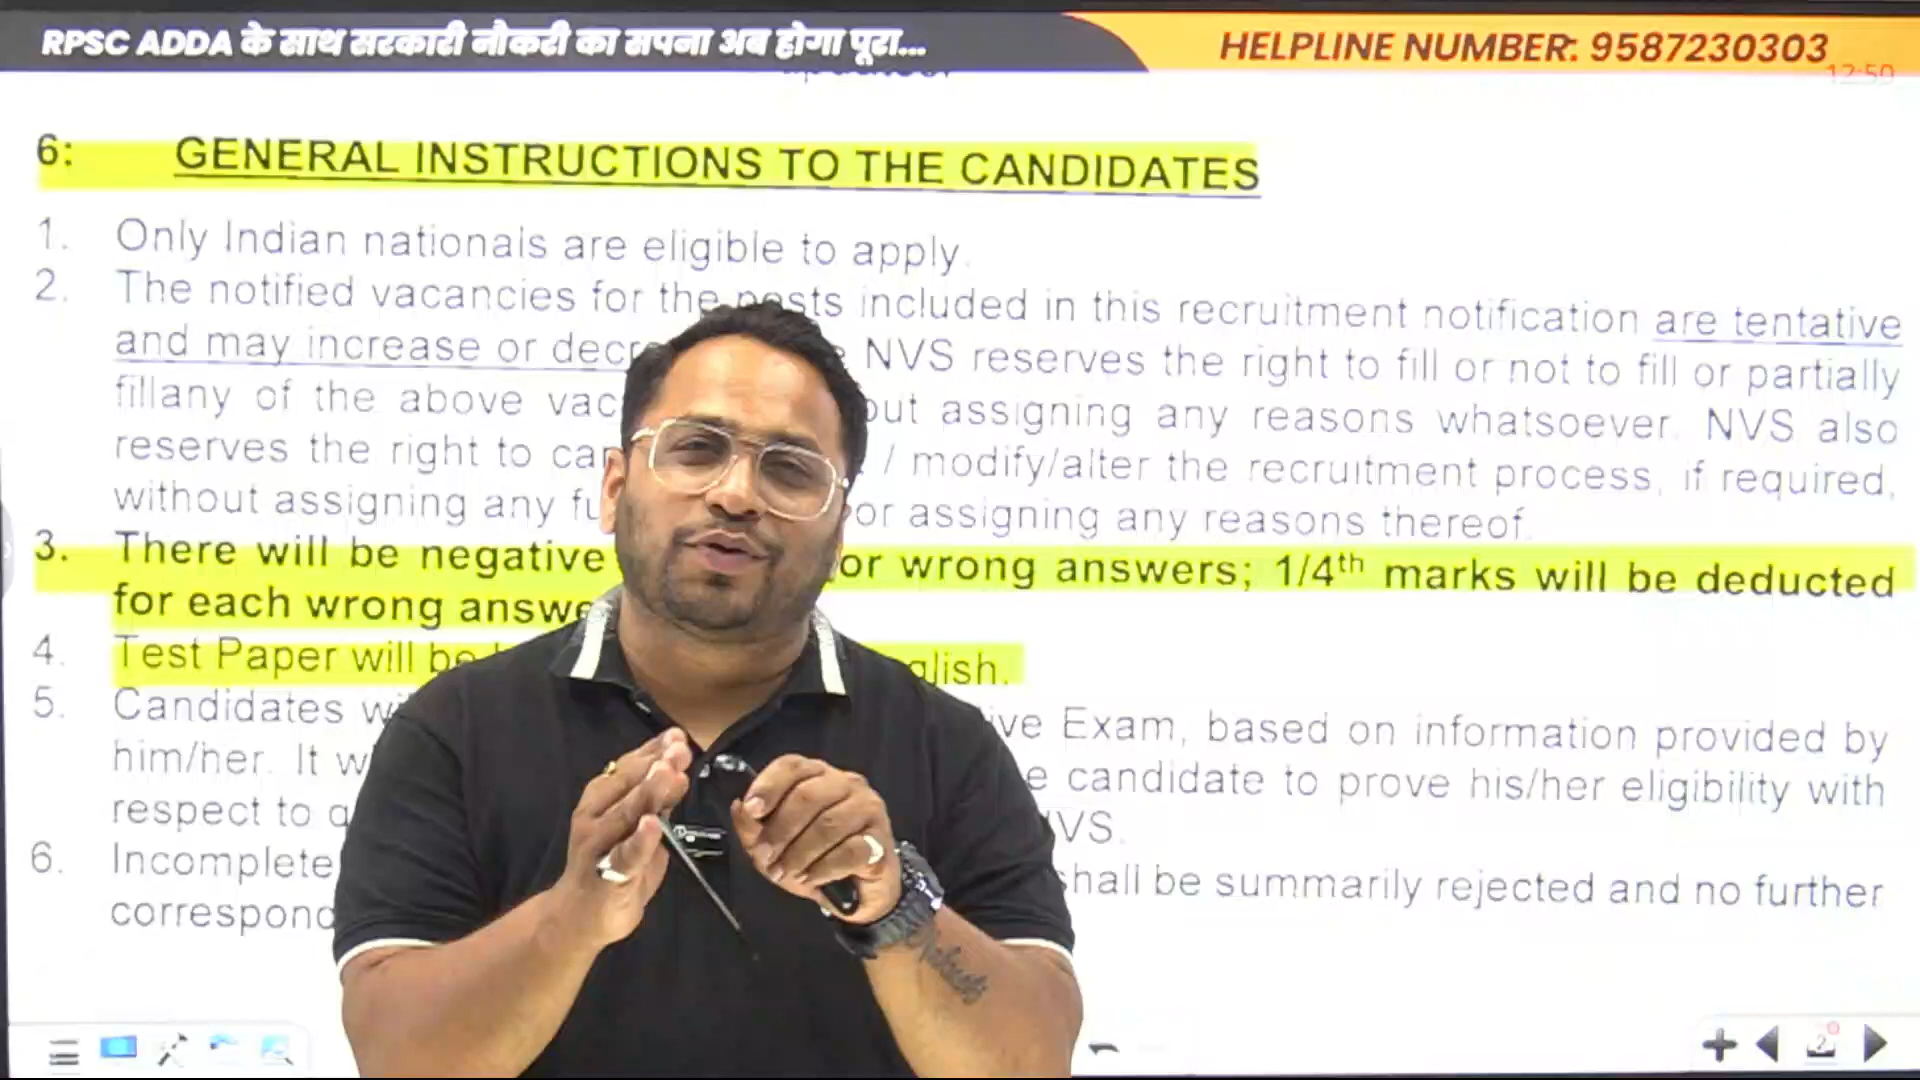 RPSC ADDA के साथ सरकारी नौकरी का सपना अब होगा पूरा...
HELPLINE NUMBER: 9587230303
12:50
6: GENERAL INSTRUCTIONS TO THE CANDIDATES
1. Only Indian nationals are eligible to apply.
2. The notified vacancies for the posts included in this recruitment notification are tentative
and may increase or decr NVS reserves the right to fill or not to fill or partially
fillany of the above vac out assigning any reasons whatsoever. NVS also
reserves the right to can / modify/alter the recruitment process, if required,
without assigning any fu or assigning any reasons thereof.
3. There will be negative or wrong answers; 1/4th marks will be deducted
for each wrong answe
4. Test Paper will be glish.
5. Candidates wi ive Exam, based on information provided by
him/her. It w e candidate to prove his/her eligibility with
respect to q NVS.
6. Incomplete shall be summarily rejected and no further
correspond
2